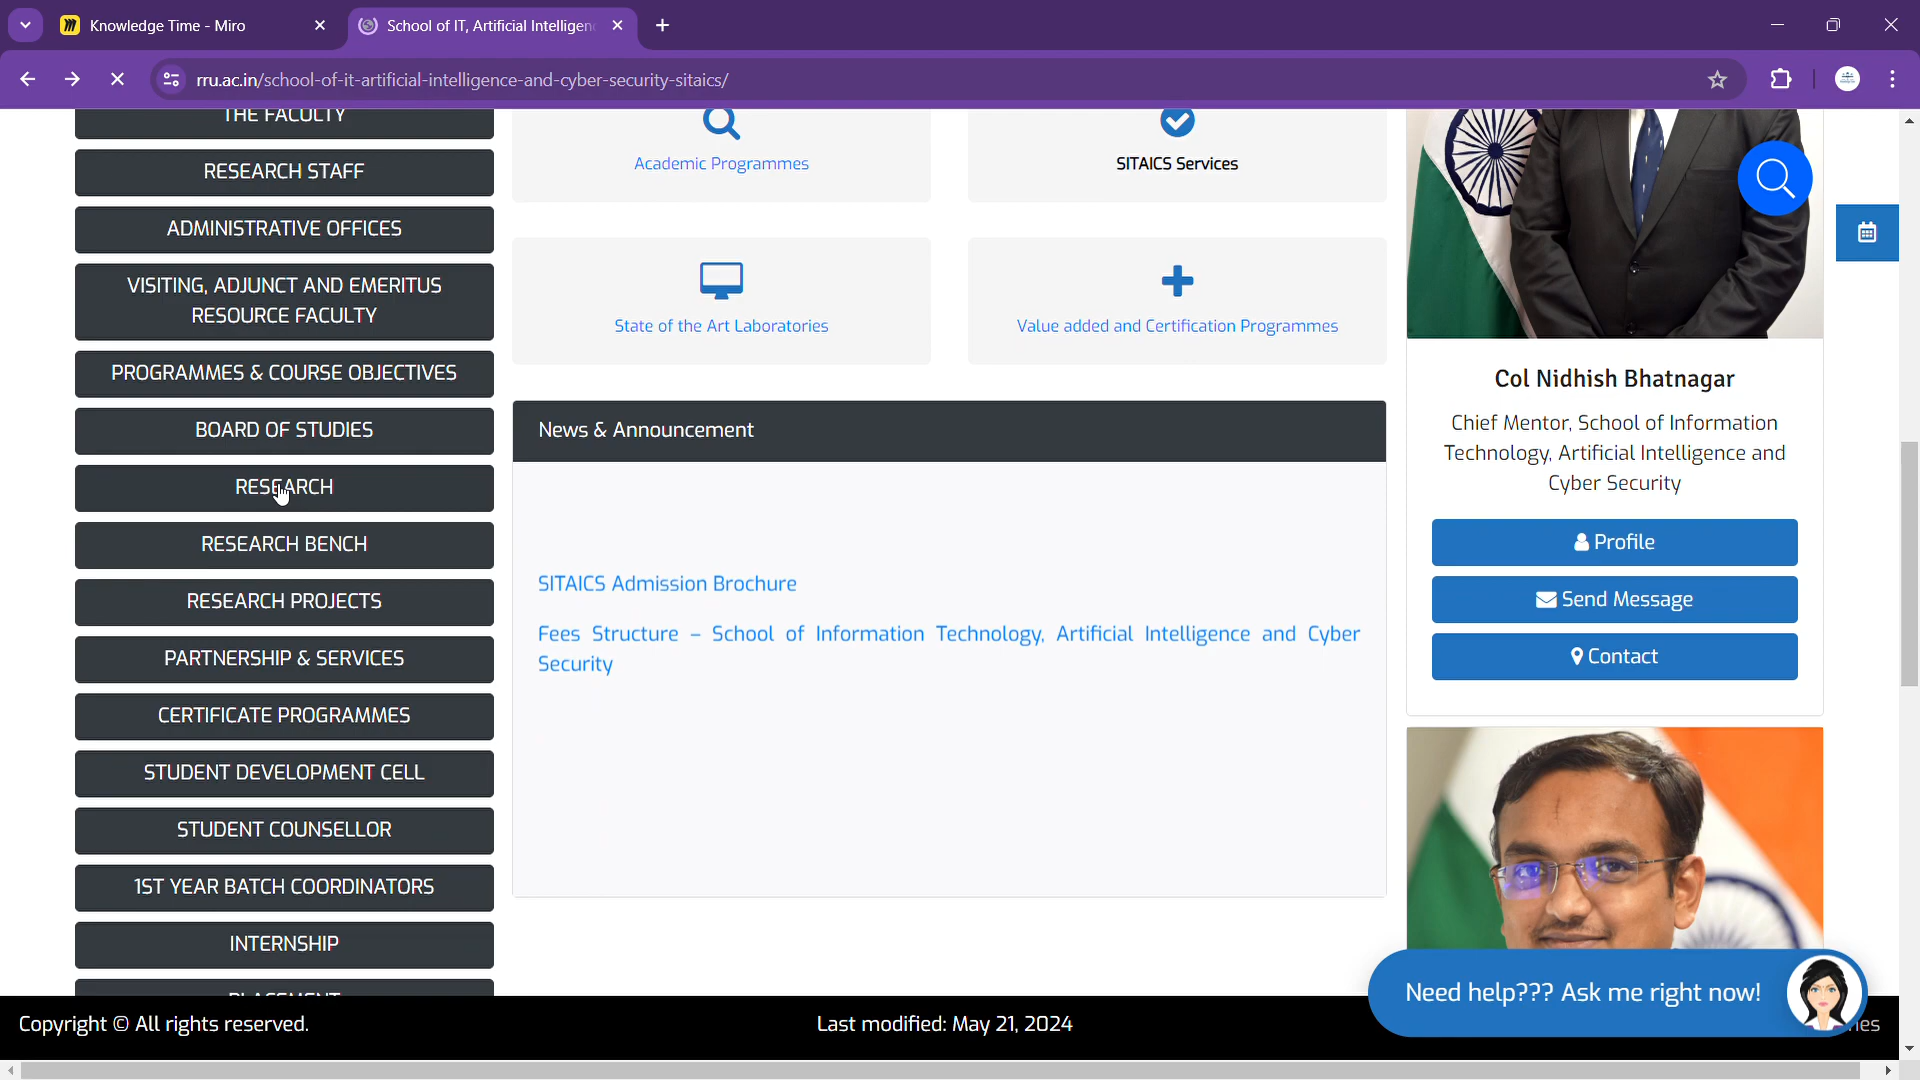 Knowledge Time - Miro
School of IT, Artificial Intelligen
rru.ac.in/school-of-it-artificial-intelligence-and-cyber-security-sitaics/
THE FACULTY
RESEARCH STAFF
ADMINISTRATIVE OFFICES
VISITING, ADJUNCT AND EMERITUS
RESOURCE FACULTY
PROGRAMMES & COURSE OBJECTIVES
BOARD OF STUDIES
RESEARCH
RESEARCH BENCH
RESEARCH PROJECTS
PARTNERSHIP & SERVICES
CERTIFICATE PROGRAMMES
STUDENT DEVELOPMENT CELL
STUDENT COUNSELLOR
1ST YEAR BATCH COORDINATORS
INTERNSHIP
PLACEMENT
Academic Programmes
SITAICS Services
State of the Art Laboratories
Value added and Certification Programmes
News & Announcement
SITAICS Admission Brochure
Fees Structure – School of Information Technology, Artificial Intelligence and Cyber
Security
Col Nidhish Bhatnagar
Chief Mentor, School of Information
Technology, Artificial Intelligence and
Cyber Security
Profile
Send Message
Contact
Need help??? Ask me right now!
Copyright © All rights reserved.
Last modified: May 21, 2024